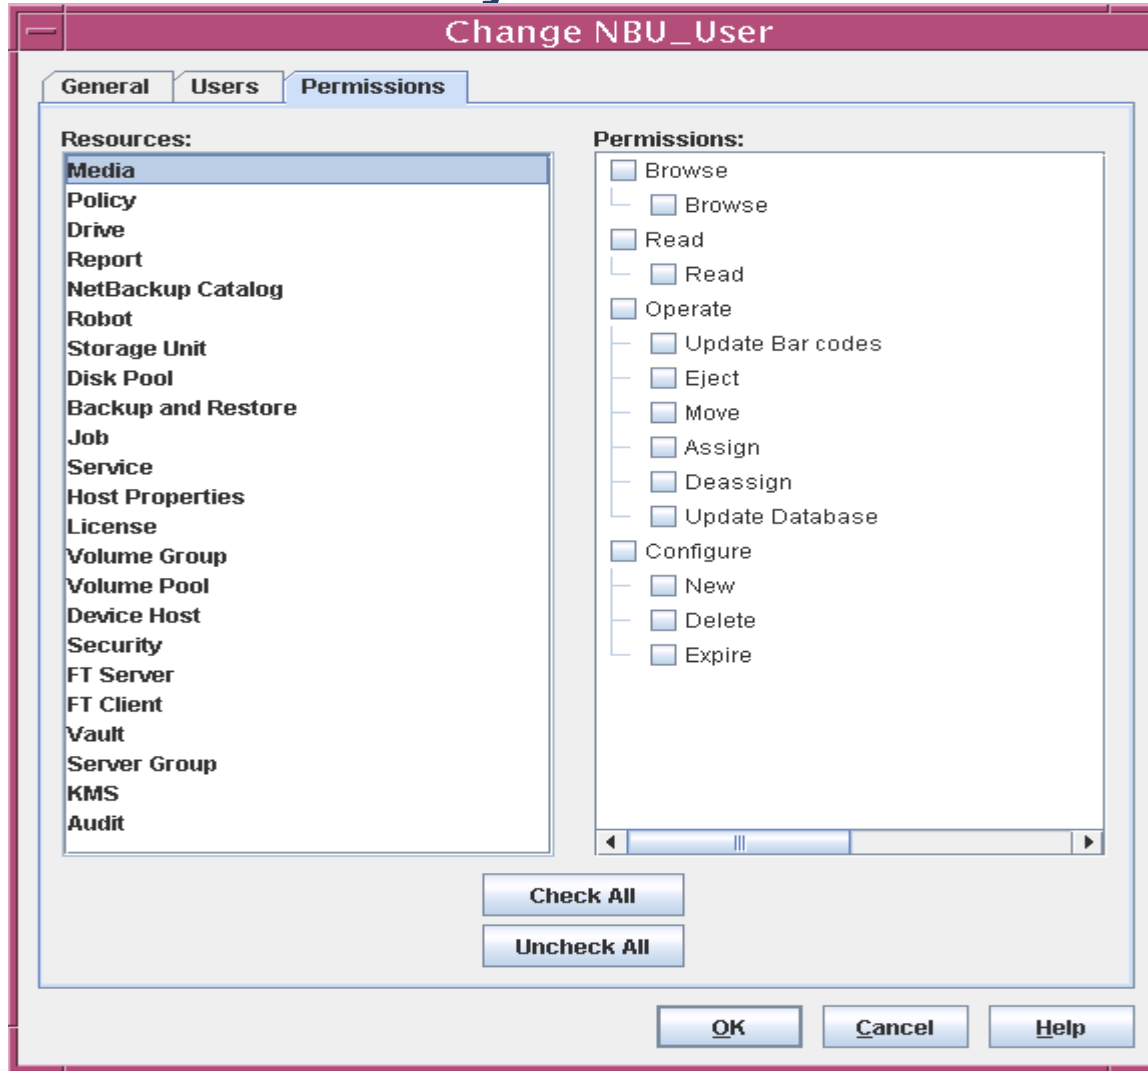 Change NBU_User
General
Users
Permissions
Resources:
Media
Policy
Drive
Report
NetBackup Catalog
Robot
Storage Unit
Disk Pool
Backup and Restore
Job
Service
Host Properties
License
Volume Group
Volume Pool
Device Host
Security
FT Server
FT Client
Vault
Server Group
KMS
Audit
Permissions:
Browse
Browse
Read
Read
Operate
Update Bar codes
Eject
Move
Assign
Deassign
Update Database
Configure
New
Delete
Expire
Check All
Uncheck All
OK
Cancel
Help